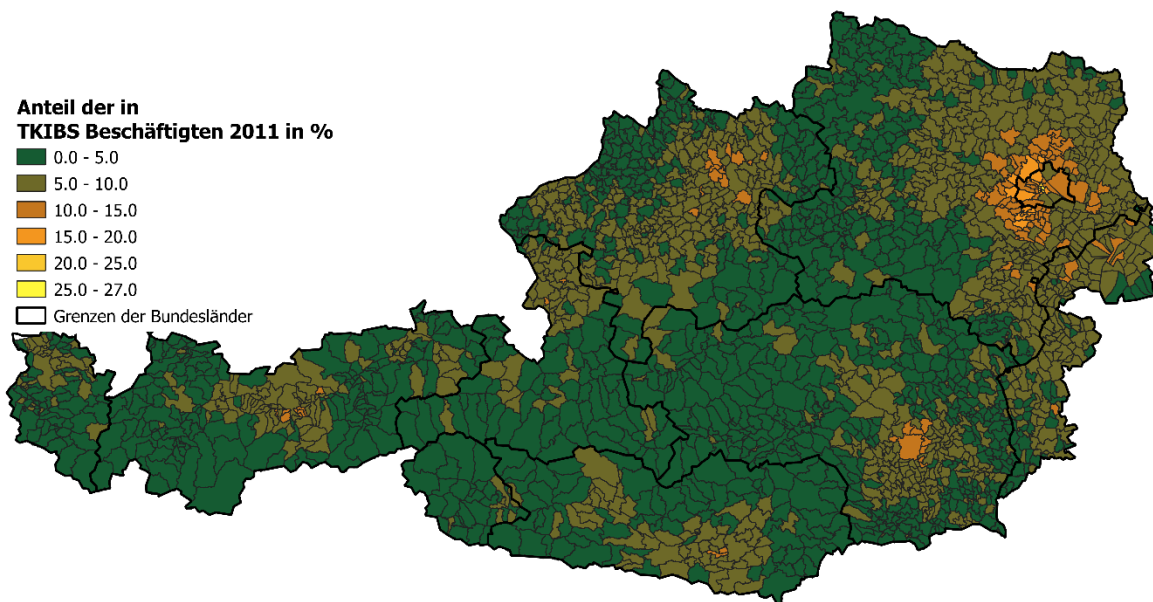 Anteil der in
TKIBS Beschäftigten 2011 in %
0.0 - 5.0
5.0 - 10.0
10.0 - 15.0
15.0 - 20.0
20.0 - 25.0
25.0 - 27.0
Grenzen der Bundesländer